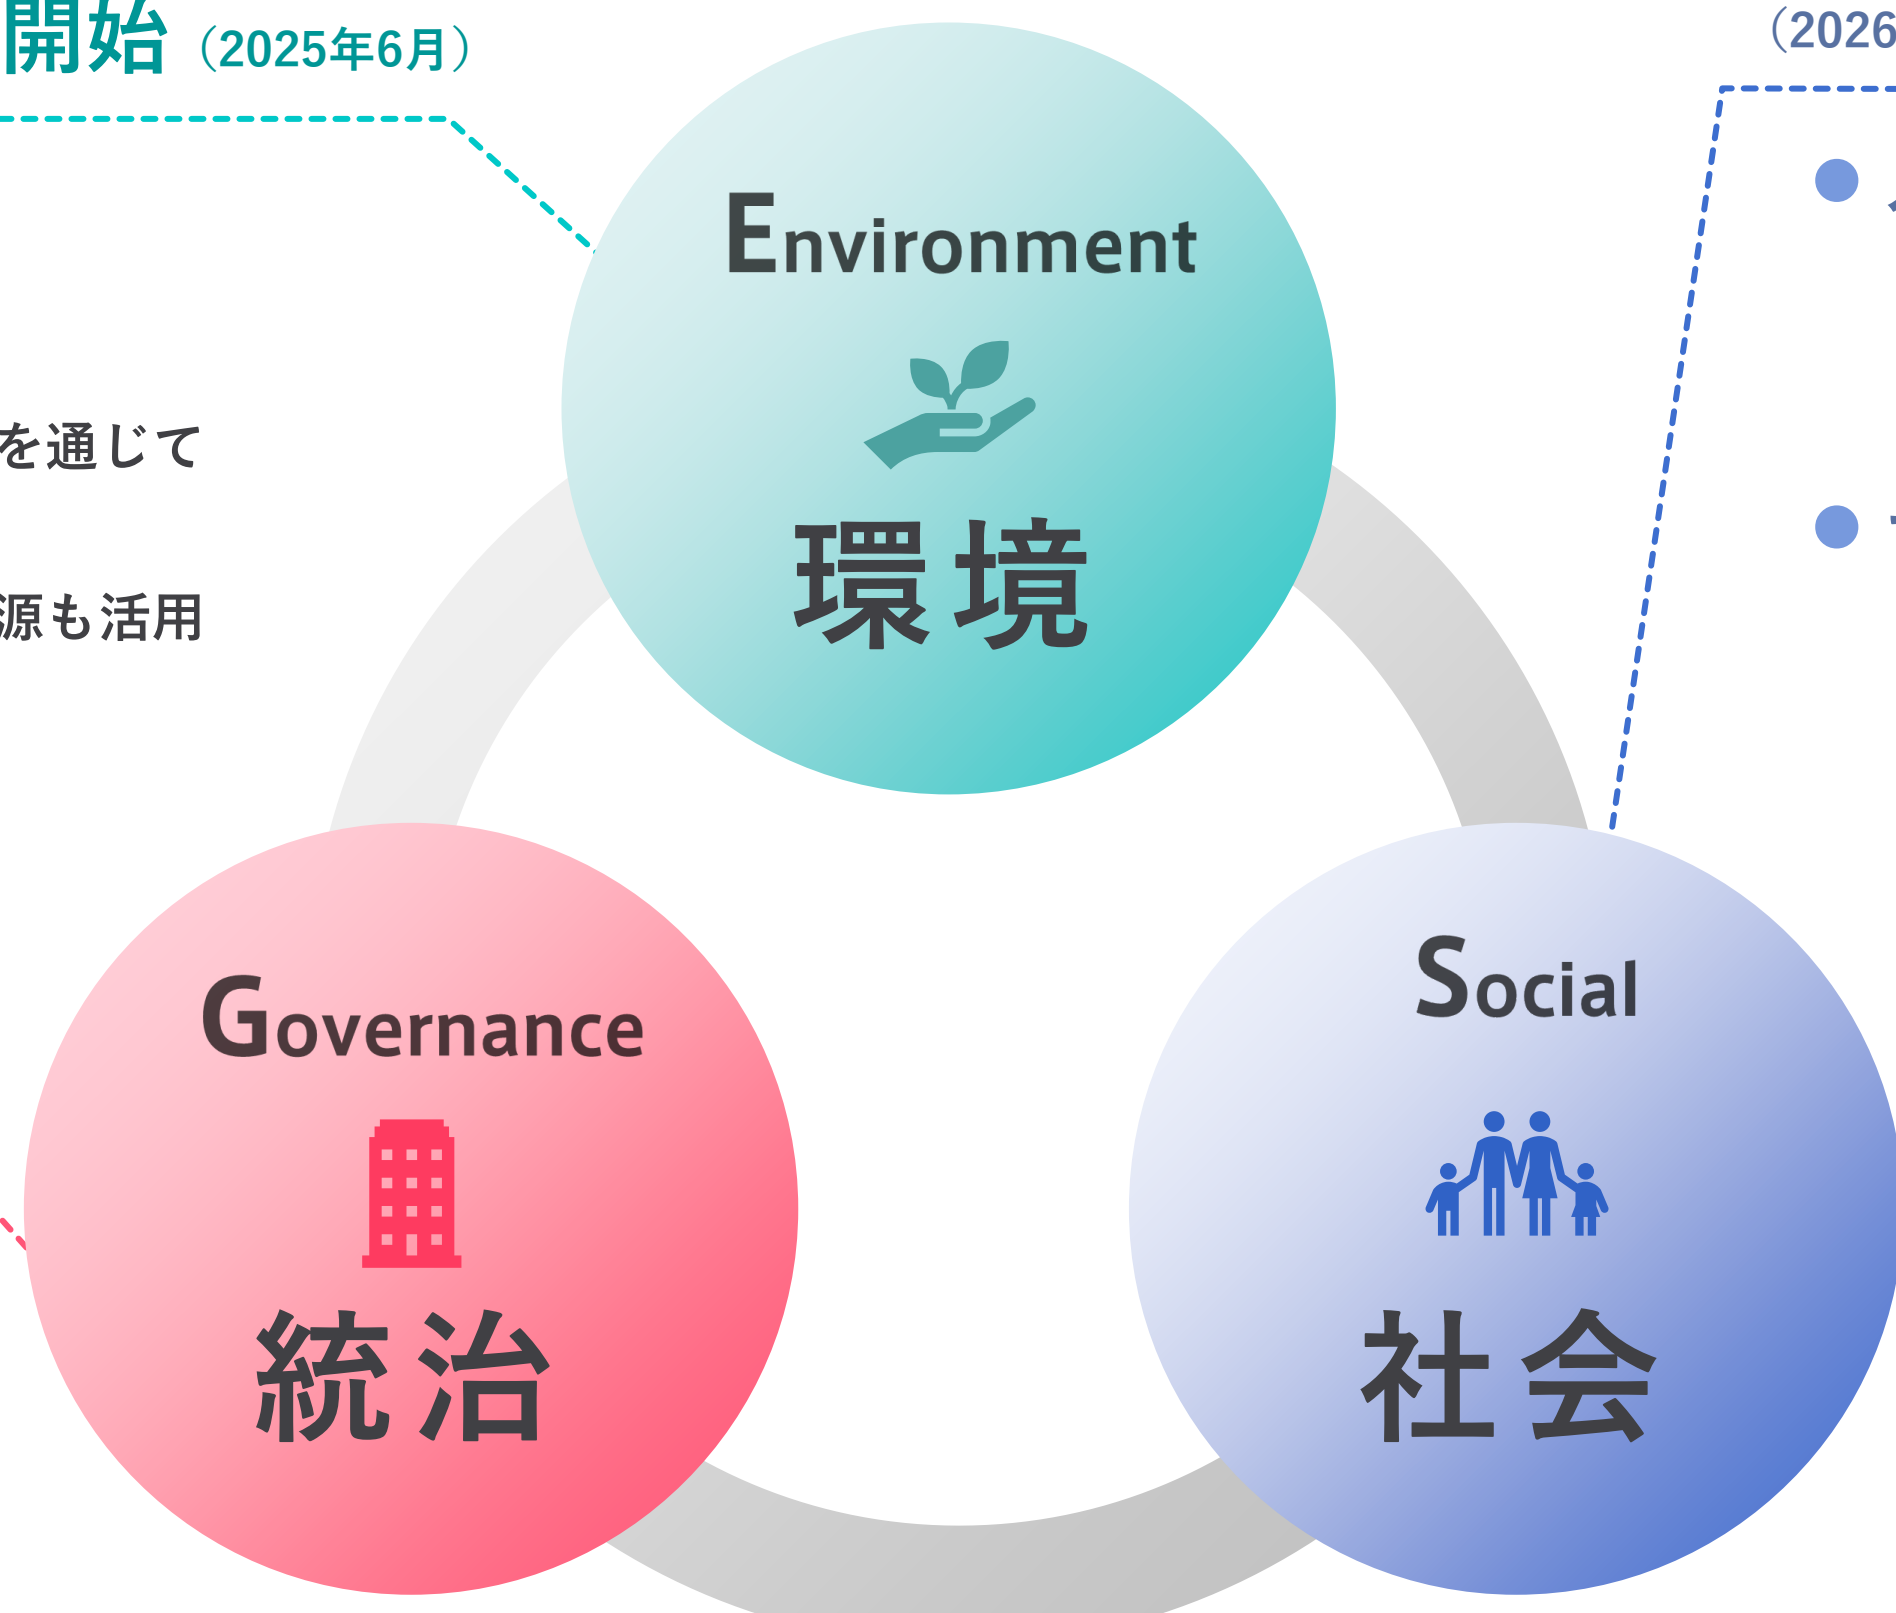 開始（2025年6月）
（2026
Environment
環境
を通じて
源も活用
Governance
統治
Social
社会